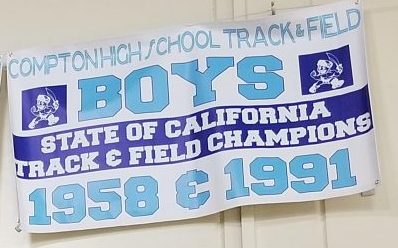 COMPTON HIGH SCHOOL TRACK & FIELD
BOYS
STATE OF CALIFORNIA
TRACK & FIELD CHAMPIONS
1958 & 1991